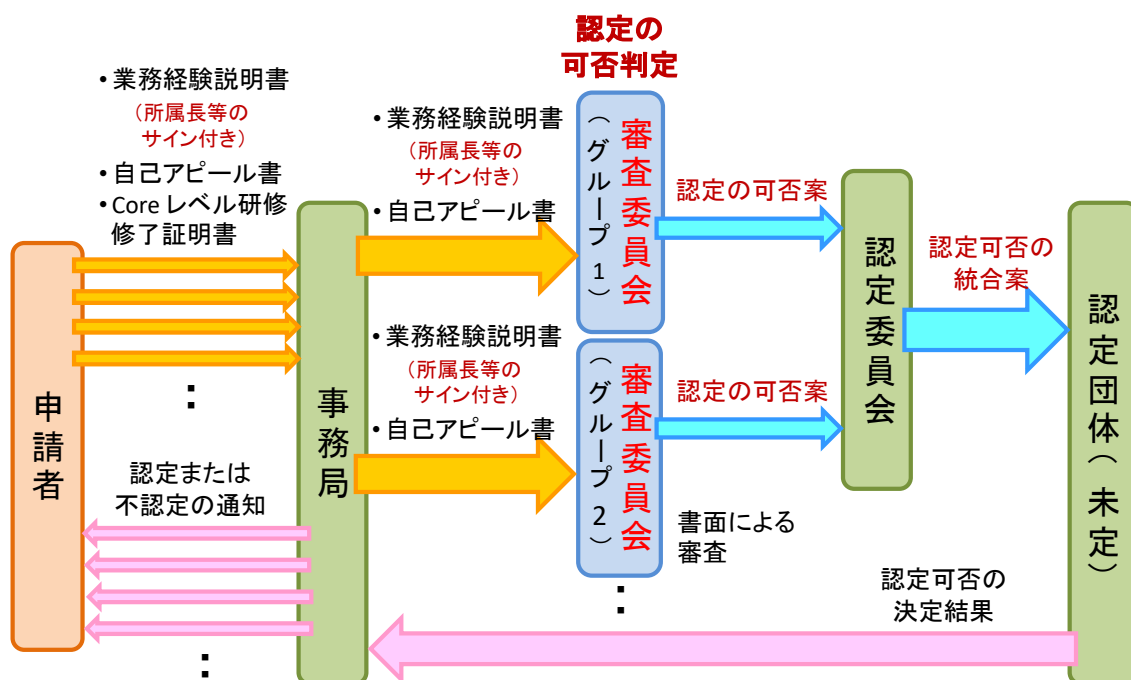 認定の
可否判定
・業務経験説明書
（所属長等の
サイン付き）
・自己アピール書
・Core レベル研修
修了証明書
・業務経験説明書
（所属長等の
サイン付き）
・自己アピール書
審査委員会
（グループ1）
認定の可否案
認定可否の
統合案
・業務経験説明書
（所属長等の
サイン付き）
・自己アピール書
審査委員会
（グループ2）
認定の可否案
書面による
審査
申請者
事務局
認定委員会
認定団体（未定）
：
認定または
不認定の通知
：
：
認定可否の
決定結果